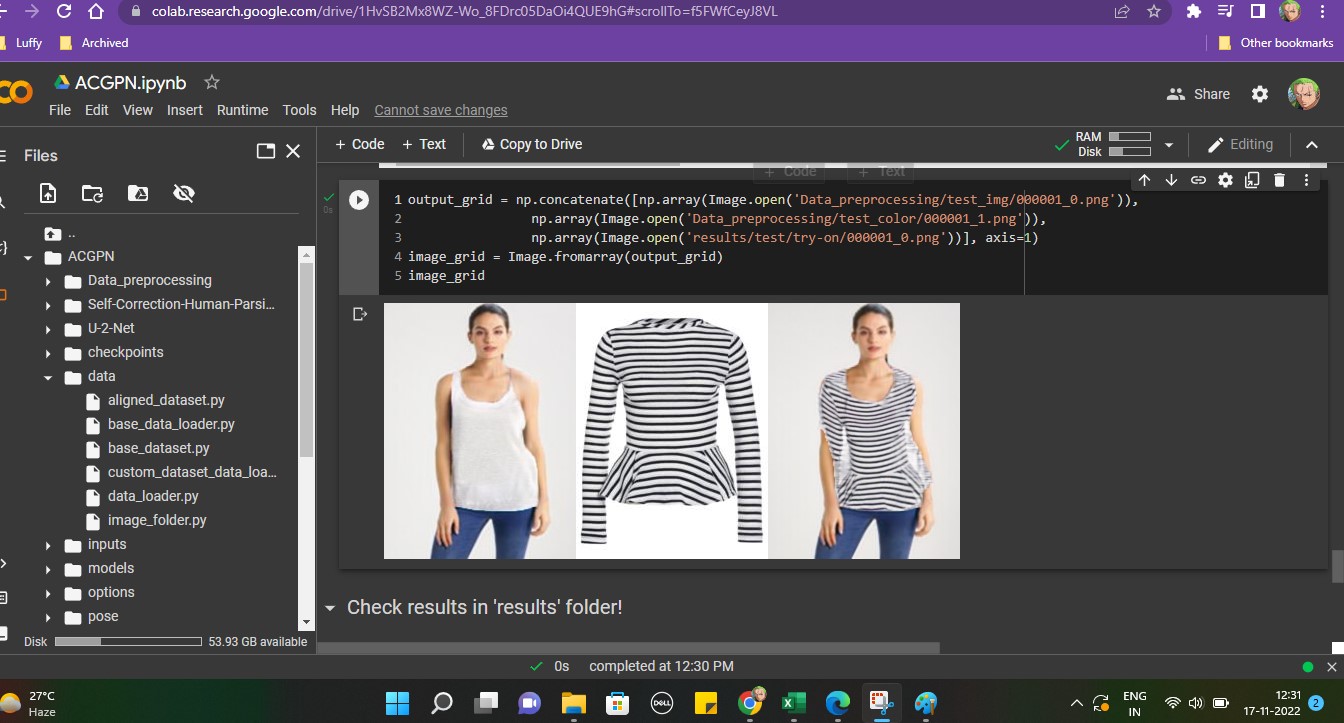 colab.research.google.com/drive/1HvSB2Mx8WZ-Wo_8FDrc05DaOi4QUE9hG#scrollTo=f5FWfCeyJ8VL
Luffy
Archived
Other bookmarks
ACGPN.ipynb
File Edit View Insert Runtime Tools Help Cannot save changes
Share
Files
+ Code + Text Copy to Drive
RAM
Disk
Editing
+ Code + Text
..
ACGPN
Data_preprocessing
Self-Correction-Human-Parsi...
U-2-Net
checkpoints
data
aligned_dataset.py
base_data_loader.py
base_dataset.py
custom_dataset_data_loa...
data_loader.py
image_folder.py
inputs
models
options
pose
Disk 53.93 GB available
0s
1 output_grid = np.concatenate([np.array(Image.open('Data_preprocessing/test_img/000001_0.png')),
2 np.array(Image.open('Data_preprocessing/test_color/000001_1.png')),
3 np.array(Image.open('results/test/try-on/000001_0.png'))], axis=1)
4 image_grid = Image.fromarray(output_grid)
5 image_grid
Check results in 'results' folder!
0s completed at 12:30 PM
27°C
Haze
DELL
ENG
IN
12:31
17-11-2022
2